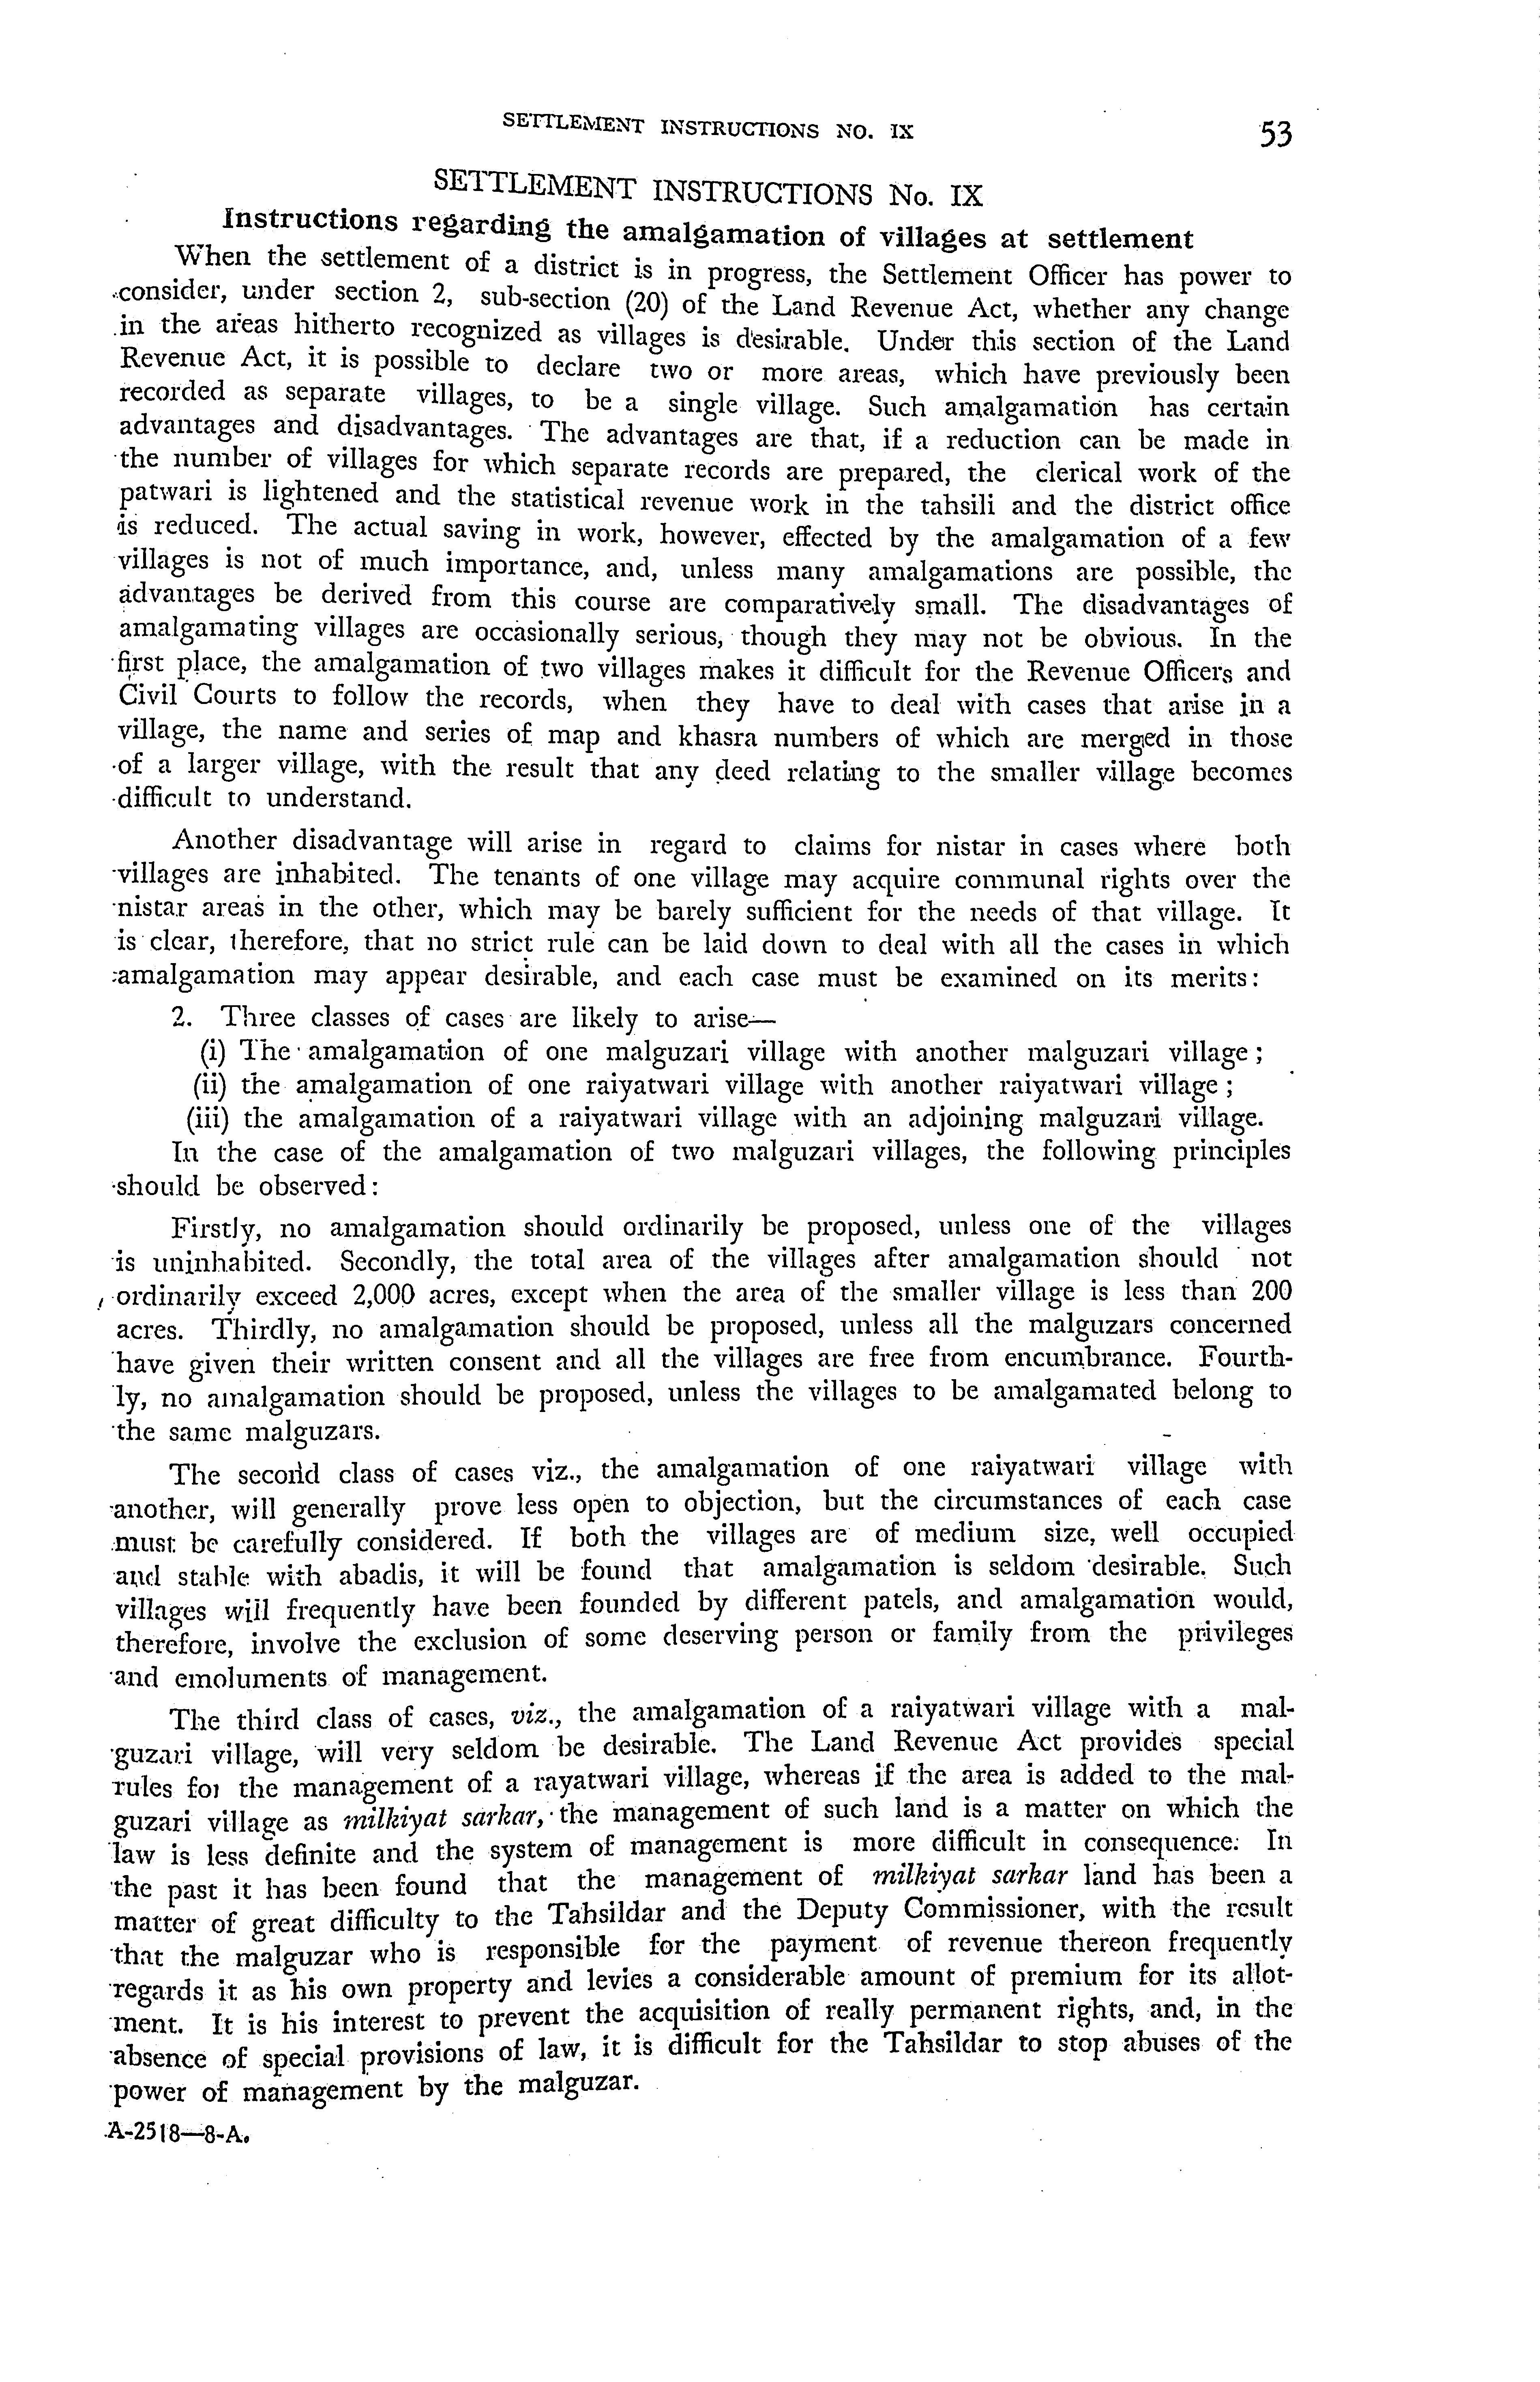 SETTLEMENT INSTRUCTIONS NO. IX 53
SETTLEMENT INSTRUCTIONS No. IX
Instructions regarding the amalgamation of villages at settlement
When the settlement of a district is in progress, the Settlement Officer has power to
consider, under section 2, sub-section (20) of the Land Revenue Act, whether any change
in the areas hitherto recognized as villages is desirable. Under this section of the Land
Revenue Act, it is possible to declare two or more areas, which have previously been
recorded as separate villages, to be a single village. Such amalgamation has certain
advantages and disadvantages. The advantages are that, if a reduction can be made in
the number of villages for which separate records are prepared, the clerical work of the
patwari is lightened and the statistical revenue work in the tahsili and the district office
is reduced. The actual saving in work, however, effected by the amalgamation of a few
villages is not of much importance, and, unless many amalgamations are possible, the
advantages be derived from this course are comparatively small. The disadvantages of
amalgamating villages are occasionally serious, though they may not be obvious. In the
first place, the amalgamation of two villages makes it difficult for the Revenue Officers and
Civil Courts to follow the records, when they have to deal with cases that arise in a
village, the name and series of map and khasra numbers of which are merged in those
of a larger village, with the result that any deed relating to the smaller village becomes
difficult to understand.
Another disadvantage will arise in regard to claims for nistar in cases where both
villages are inhabited. The tenants of one village may acquire communal rights over the
nistar areas in the other, which may be barely sufficient for the needs of that village. It
is clear, therefore, that no strict rule can be laid down to deal with all the cases in which
amalgamation may appear desirable, and each case must be examined on its merits:
2. Three classes of cases are likely to arise—
(i) The amalgamation of one malguzari village with another malguzari village;
(ii) the amalgamation of one raiyatwari village with another raiyatwari village;
(iii) the amalgamation of a raiyatwari village with an adjoining malguzari village.
In the case of the amalgamation of two malguzari villages, the following principles
should be observed:
Firstly, no amalgamation should ordinarily be proposed, unless one of the villages
is uninhabited. Secondly, the total area of the villages after amalgamation should not
ordinarily exceed 2,000 acres, except when the area of the smaller village is less than 200
acres. Thirdly, no amalgamation should be proposed, unless all the malguzars concerned
have given their written consent and all the villages are free from encumbrance. Fourth-
ly, no amalgamation should be proposed, unless the villages to be amalgamated belong to
the same malguzars.
The second class of cases viz., the amalgamation of one raiyatwari village with
another, will generally prove less open to objection, but the circumstances of each case
must be carefully considered. If both the villages are of medium size, well occupied
and stable with abadis, it will be found that amalgamation is seldom desirable. Such
villages will frequently have been founded by different patels, and amalgamation would,
therefore, involve the exclusion of some deserving person or family from the privileges
and emoluments of management.
The third class of cases, viz., the amalgamation of a raiyatwari village with a mal-
guzari village, will very seldom be desirable. The Land Revenue Act provides special
rules for the management of a rayatwari village, whereas if the area is added to the mal-
guzari village as milkiyat sarkar, the management of such land is a matter on which the
law is less definite and the system of management is more difficult in consequence. In
the past it has been found that the management of milkiyat sarkar land has been a
matter of great difficulty to the Tahsildar and the Deputy Commissioner, with the result
that the malguzar who is responsible for the payment of revenue thereon frequently
regards it as his own property and levies a considerable amount of premium for its allot-
ment. It is his interest to prevent the acquisition of really permanent rights, and, in the
absence of special provisions of law, it is difficult for the Tahsildar to stop abuses of the
power of management by the malguzar.
A-2518—8-A.